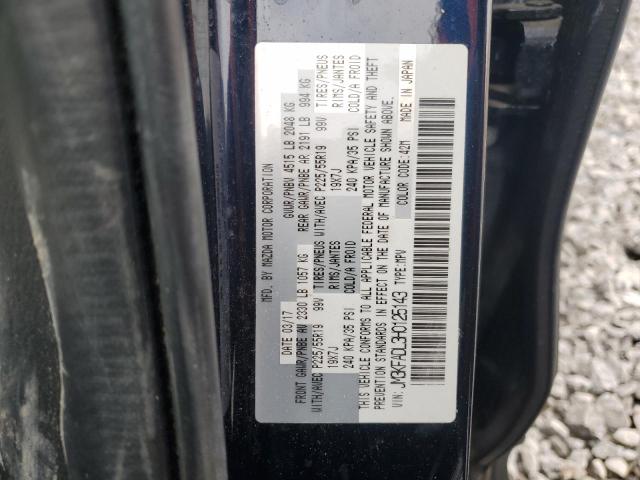 MFD. BY MAZDA MOTOR CORPORATION
DATE 03/17 GVWR/PNBV 4515 LB 2048 KG
FRONT GAWR/PNBE AV 2330 LB 1057 KG REAR GAWR/PNBE AR 2191 LB 994 KG
WITH/AVEC P225/55R19 99V TIRES/PNEUS WITH/AVEC P225/55R19 99V TIRES/PNEUS
19X7J RIMS/JANTES 19X7J RIMS/JANTES
240 KPA/35 PSI COLD/A FROID 240 KPA/35 PSI COLD/A FROID
THIS VEHICLE CONFORMS TO ALL APPLICABLE FEDERAL MOTOR VEHICLE SAFETY AND THEFT
PREVENTION STANDARDS IN EFFECT ON THE DATE OF MANUFACTURE SHOWN ABOVE.
VIN: JM3KFADL3H0125143 TYPE: MPV COLOR CODE: 42M MADE IN JAPAN